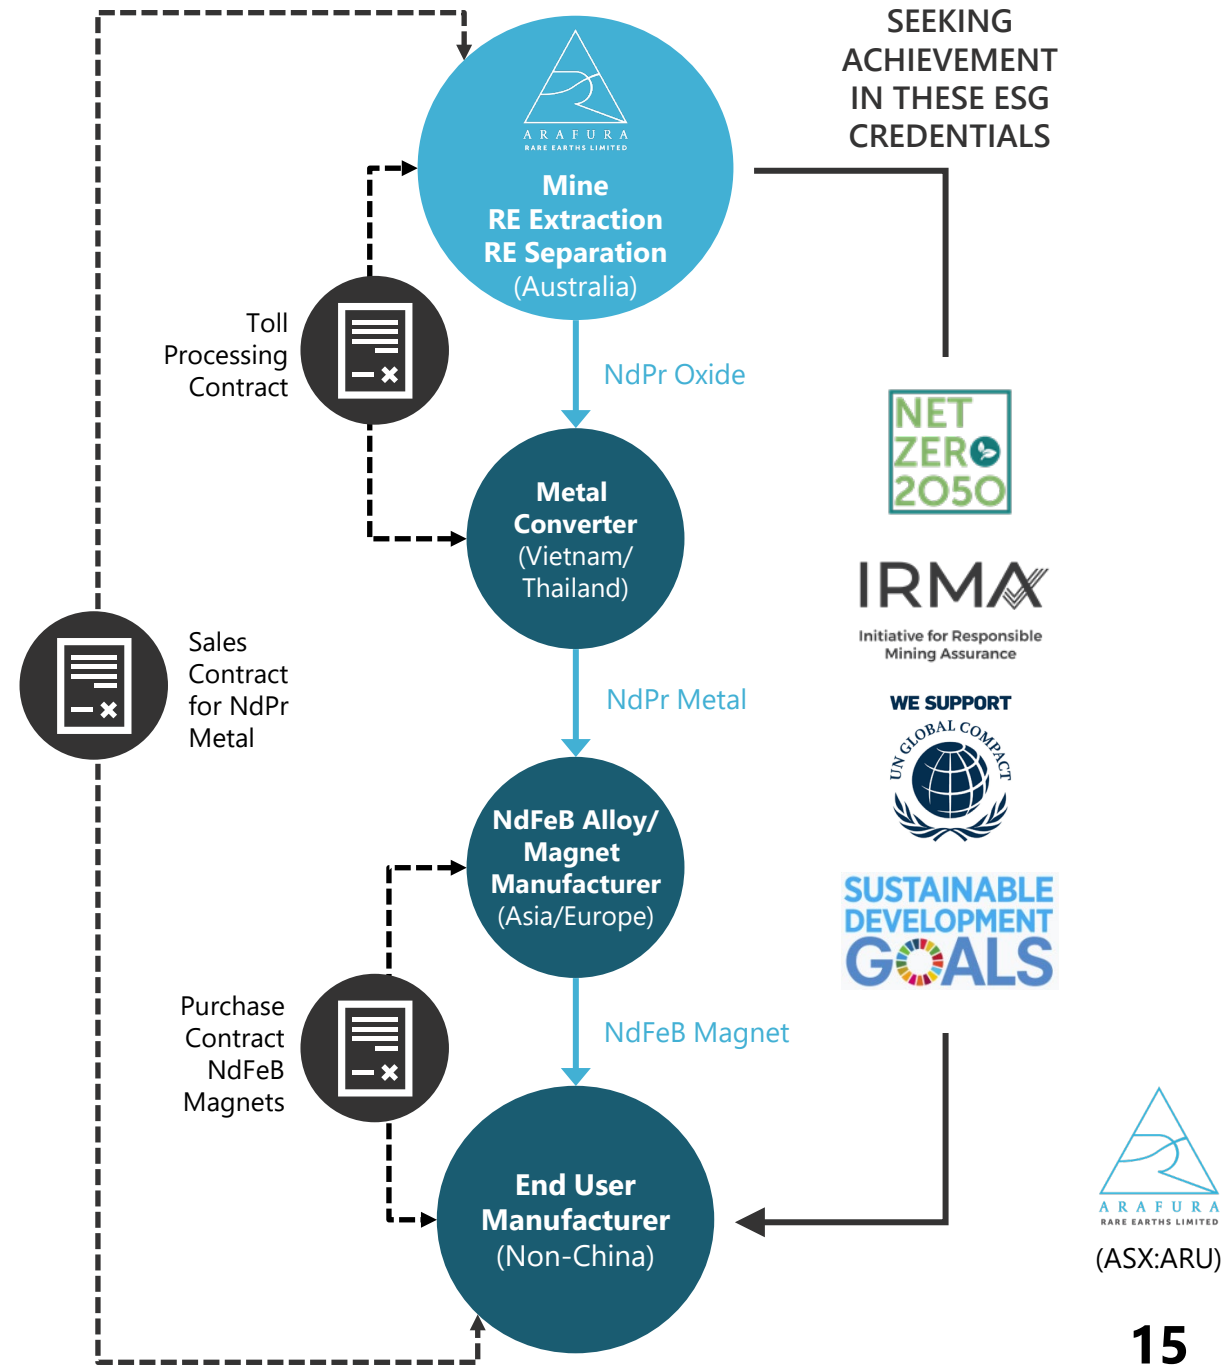 SEEKING
ACHIEVEMENT
IN THESE ESG
CREDENTIALS
ARAFURA
RARE EARTHS LIMITED
Mine
RE Extraction
RE Separation
(Australia)
Toll
Processing
Contract
NdPr Oxide
NET
ZERO
2050
Metal
Converter
(Vietnam/
Thailand)
IRMA
Initiative for Responsible
Mining Assurance
Sales
Contract
for NdPr
Metal
NdPr Metal
WE SUPPORT
UN GLOBAL COMPACT
NdFeB Alloy/
Magnet
Manufacturer
(Asia/Europe)
SUSTAINABLE
DEVELOPMENT
GOALS
Purchase
Contract
NdFeB
Magnets
NdFeB Magnet
End User
Manufacturer
(Non-China)
ARAFURA
RARE EARTHS LIMITED
(ASX:ARU)
15